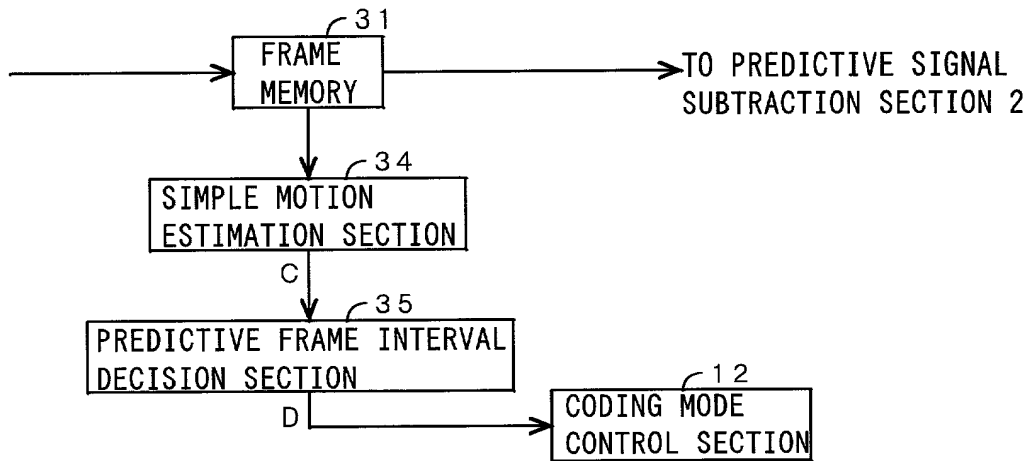 31
FRAME
MEMORY
TO PREDICTIVE SIGNAL
SUBTRACTION SECTION 2
34
SIMPLE MOTION
ESTIMATION SECTION
C
35
PREDICTIVE FRAME INTERVAL
DECISION SECTION
D
12
CODING MODE
CONTROL SECTION